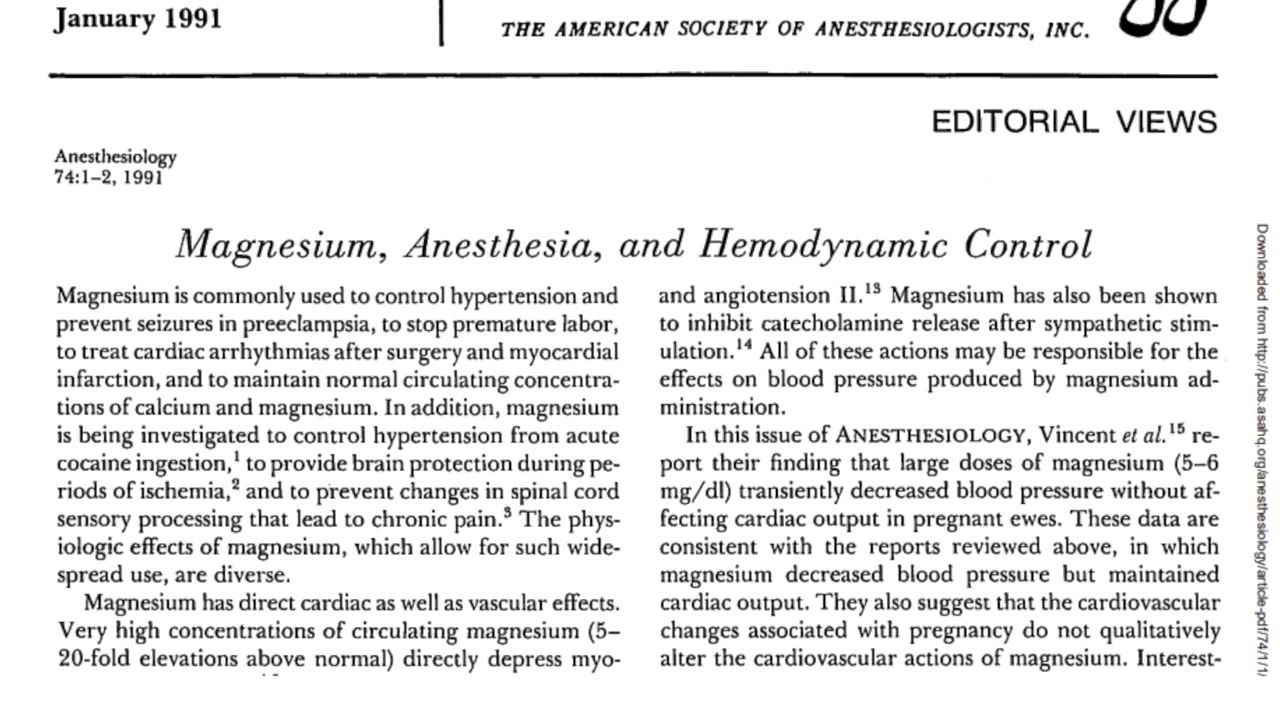 January 1991
THE AMERICAN SOCIETY OF ANESTHESIOLOGISTS, INC.
EDITORIAL VIEWS
Anesthesiology
74:1–2, 1991
Magnesium, Anesthesia, and Hemodynamic Control
Magnesium is commonly used to control hypertension and
prevent seizures in preeclampsia, to stop premature labor,
to treat cardiac arrhythmias after surgery and myocardial
infarction, and to maintain normal circulating concentra-
tions of calcium and magnesium. In addition, magnesium
is being investigated to control hypertension from acute
cocaine ingestion,¹ to provide brain protection during pe-
riods of ischemia,² and to prevent changes in spinal cord
sensory processing that lead to chronic pain.³ The phys-
iologic effects of magnesium, which allow for such wide-
spread use, are diverse.
Magnesium has direct cardiac as well as vascular effects.
Very high concentrations of circulating magnesium (5–
20-fold elevations above normal) directly depress myo-
and angiotension II.¹³ Magnesium has also been shown
to inhibit catecholamine release after sympathetic stim-
ulation.¹⁴ All of these actions may be responsible for the
effects on blood pressure produced by magnesium ad-
ministration.
In this issue of ANESTHESIOLOGY, Vincent et al.¹⁵ re-
port their finding that large doses of magnesium (5–6
mg/dl) transiently decreased blood pressure without af-
fecting cardiac output in pregnant ewes. These data are
consistent with the reports reviewed above, in which
magnesium decreased blood pressure but maintained
cardiac output. They also suggest that the cardiovascular
changes associated with pregnancy do not qualitatively
alter the cardiovascular actions of magnesium. Interest-
Downloaded from http://pubs.asahq.org/anesthesiology/article-pdf/74/1/1/